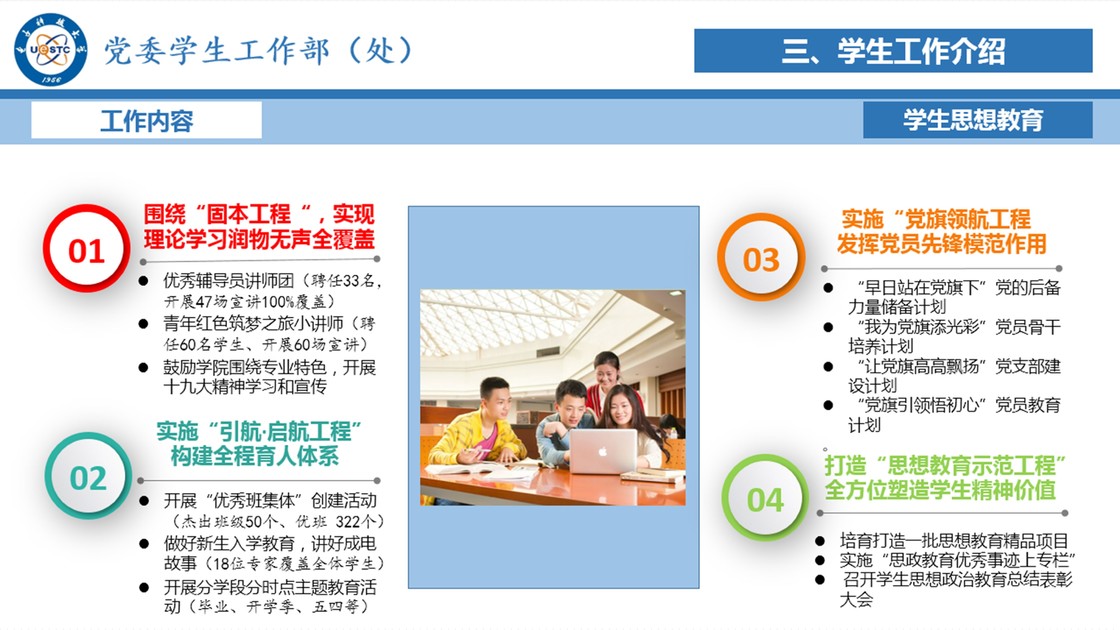 电子科技大学
UESTC
1956
党委学生工作部（处）
三、学生工作介绍
工作内容
学生思想教育
01
围绕“固本工程“，实现
理论学习润物无声全覆盖
● 优秀辅导员讲师团（聘任33名，
开展47场宣讲100%覆盖）
● 青年红色筑梦之旅小讲师（聘
任60名学生、开展60场宣讲）
● 鼓励学院围绕专业特色，开展
十九大精神学习和宣传
02
实施“引航·启航工程”
构建全程育人体系
● 开展“优秀班集体”创建活动
（杰出班级50个、优班 322个）
● 做好新生入学教育，讲好成电
故事（18位专家覆盖全体学生）
● 开展分学段分时点主题教育活
动（毕业、开学季、五四等）
03
实施“党旗领航工程
发挥党员先锋模范作用
● “早日站在党旗下”党的后备
力量储备计划
● “我为党旗添光彩”党员骨干
培养计划
● “让党旗高高飘扬”党支部建
设计划
● “党旗引领悟初心”党员教育
计划
。
04
打造“思想教育示范工程”
全方位塑造学生精神价值
● 培育打造一批思想教育精品项目
● 实施“思政教育优秀事迹上专栏”
● 召开学生思想政治教育总结表彰
大会